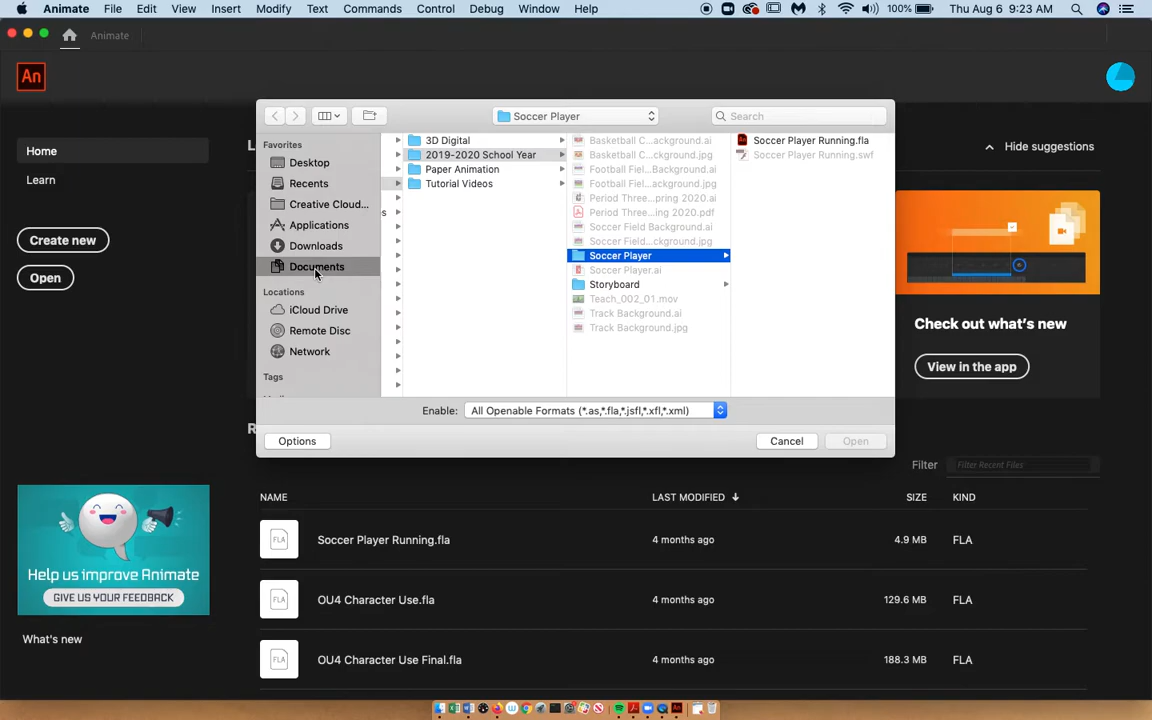 Animate File Edit View Insert Modify Text Commands Control Debug Window Help 100% Thu Aug 6 9:23 AM
Animate
An
Soccer Player
Search
Favorites
Desktop
Recents
Creative Cloud...
Applications
Downloads
Documents
Locations
iCloud Drive
Remote Disc
Network
Tags
3D Digital
2019-2020 School Year
Paper Animation
Tutorial Videos
Basketball C...ackground.ai
Basketball C...ckground.jpg
Football Fiel...Background.ai
Football Fiel...ackground.jpg
Period Three...pring 2020.ai
Period Three...ing 2020.pdf
Soccer Field Background.ai
Soccer Field...ckground.jpg
Soccer Player
Soccer Player.ai
Storyboard
Teach_002_01.mov
Track Background.ai
Track Background.jpg
Soccer Player Running.fla
Soccer Player Running.swf
Enable: All Openable Formats (*.as,*.fla,*.jsfl,*.xfl,*.xml)
Options
Cancel
Open
Home
Learn
Create new
Open
Hide suggestions
Check out what's new
View in the app
Filter Filter Recent Files
NAME LAST MODIFIED SIZE KIND
FLA Soccer Player Running.fla 4 months ago 4.9 MB FLA
FLA OU4 Character Use.fla 4 months ago 129.6 MB FLA
FLA OU4 Character Use Final.fla 4 months ago 188.3 MB FLA
Help us improve Animate
GIVE US YOUR FEEDBACK
What's new